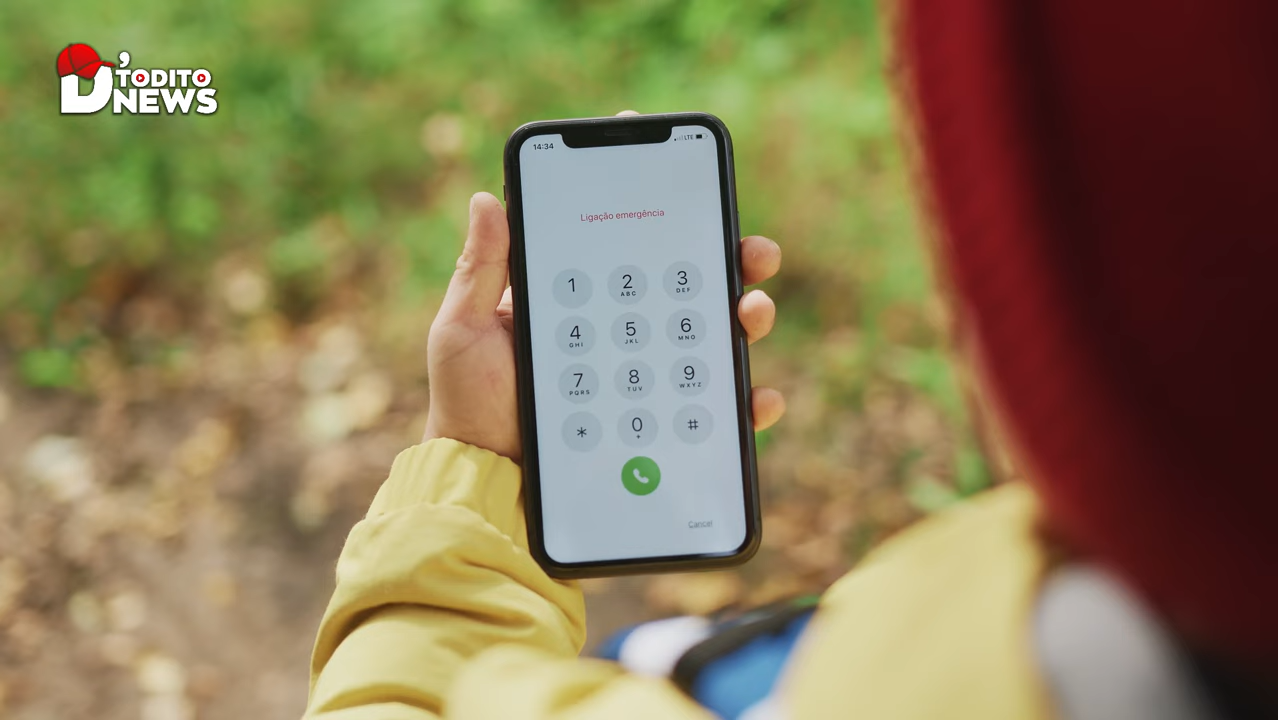 D'TODITO
NEWS
14:34
LTE
Ligação emergência
1 2 3
ABC DEF
4 5 6
GHI JKL MNO
7 8 9
PQRS TUV WXYZ
* 0 #
+
Cancel